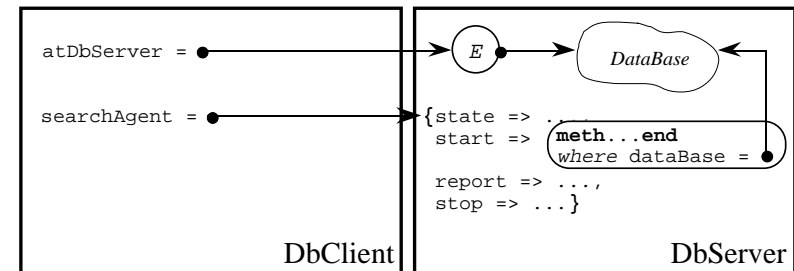 atDbServer =
E
DataBase
searchAgent =
{state => ...,
start => meth...end
where dataBase =
report => ...,
stop => ...}
DbClient
DbServer